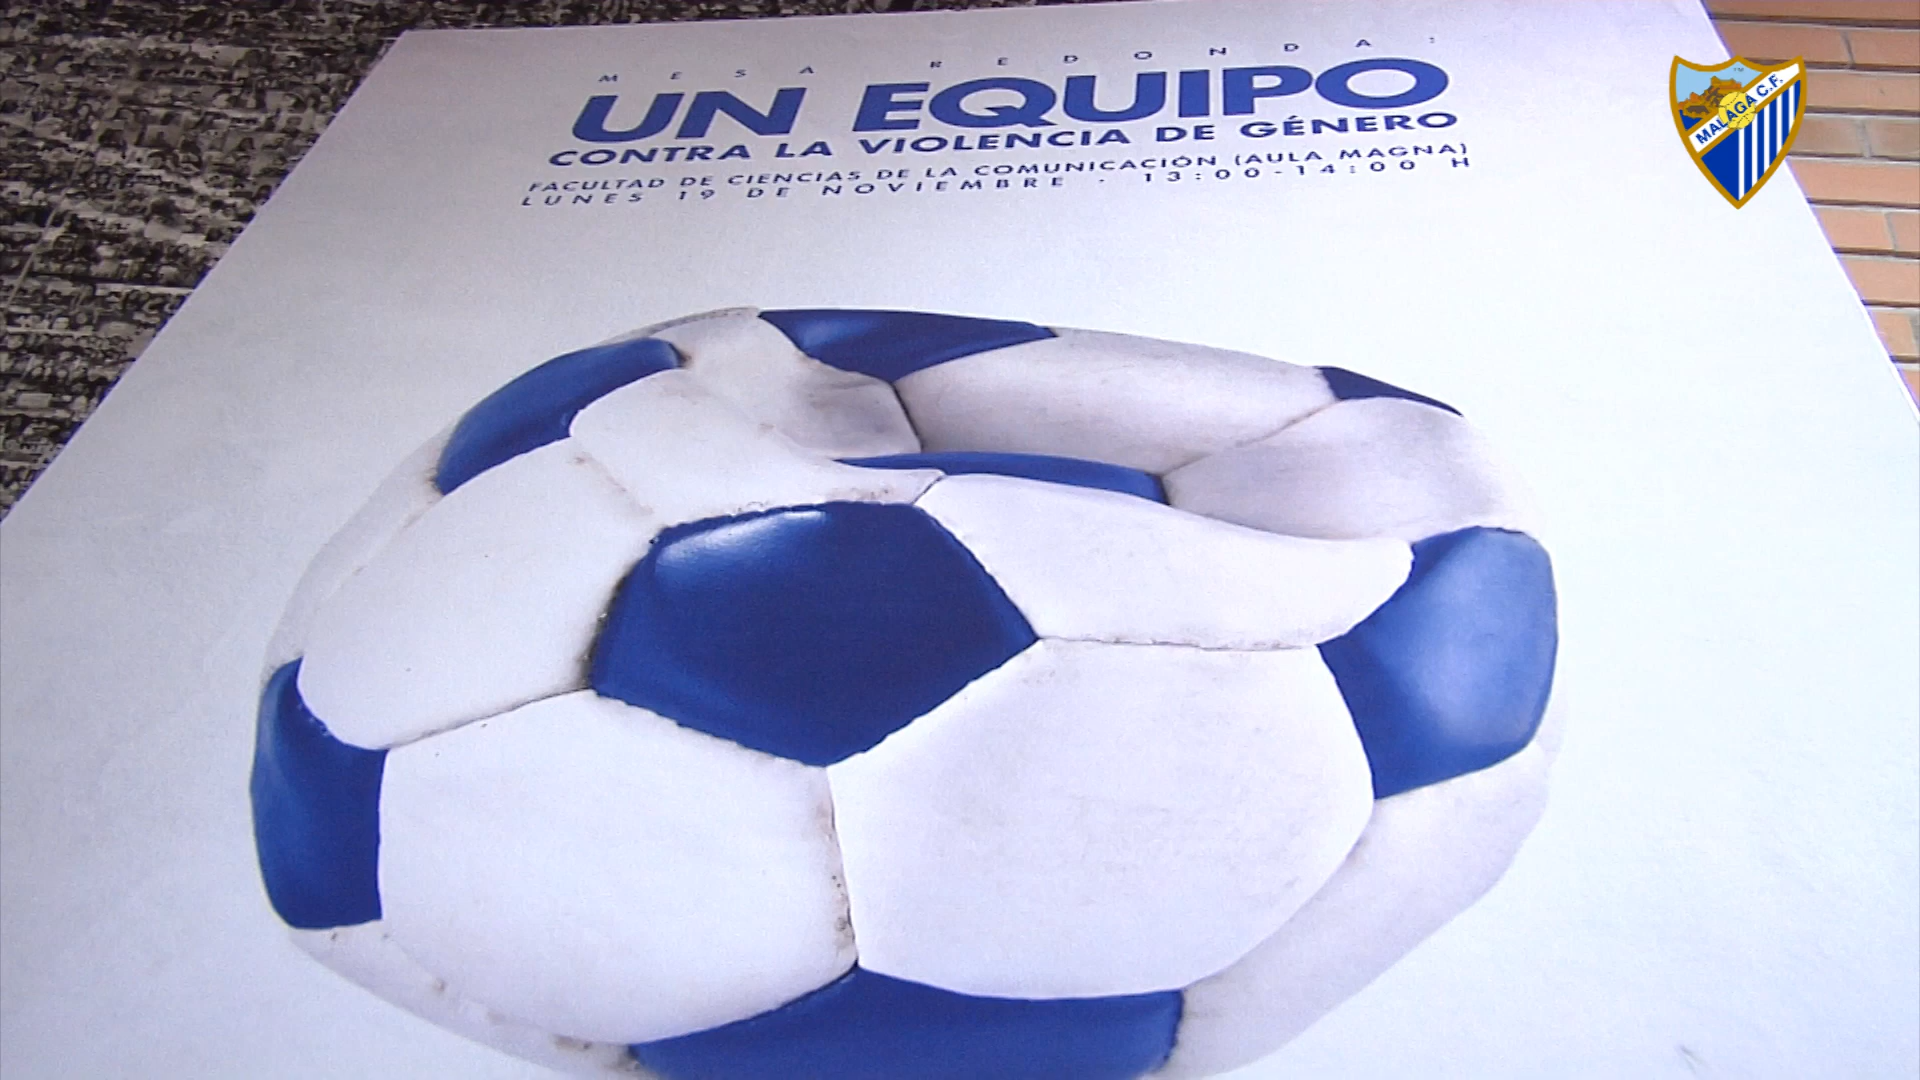 MESA REDONDA:
UN EQUIPO
CONTRA LA VIOLENCIA DE GÉNERO
FACULTAD DE CIENCIAS DE LA COMUNICACIÓN (AULA MAGNA)
LUNES 19 DE NOVIEMBRE · 13:00-14:00 H
MALAGA C.F.